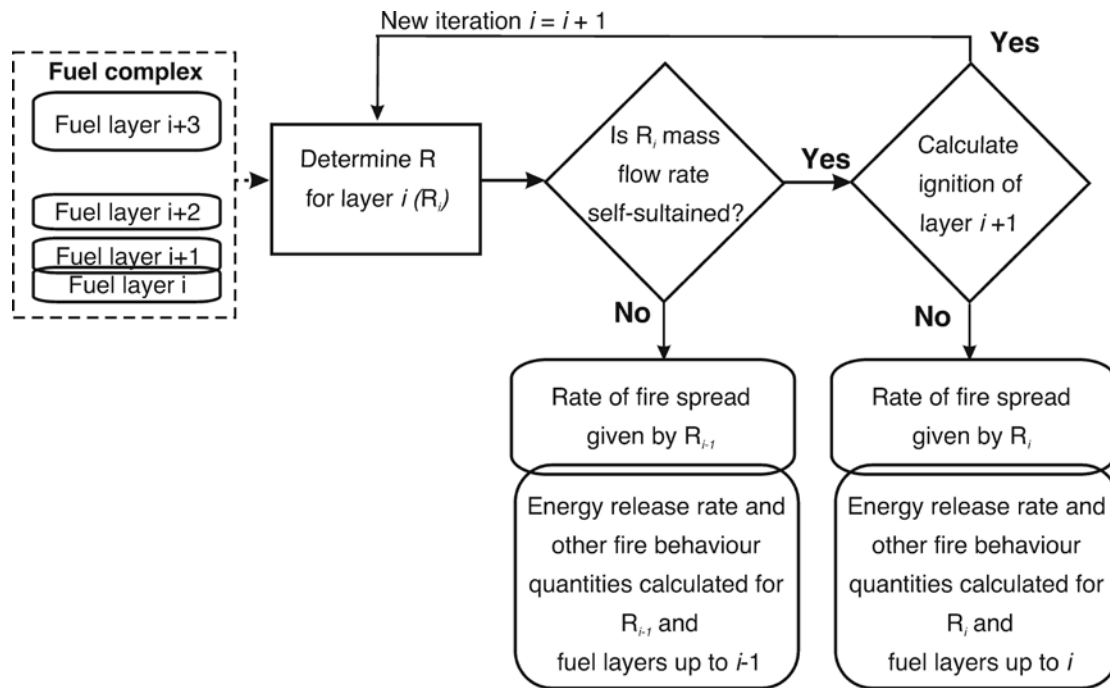 New iteration i = i + 1
Yes
Fuel complex
Fuel layer i+3
Fuel layer i+2
Fuel layer i+1
Fuel layer i
Determine R
for layer i (Ri)
Is Ri mass
flow rate
self-sultained?
Yes
Calculate
ignition of
layer i +1
No
No
Rate of fire spread
given by Ri-1
Rate of fire spread
given by Ri
Energy release rate and
other fire behaviour
quantities calculated for
Ri-1 and
fuel layers up to i-1
Energy release rate and
other fire behaviour
quantities calculated for
Ri and
fuel layers up to i